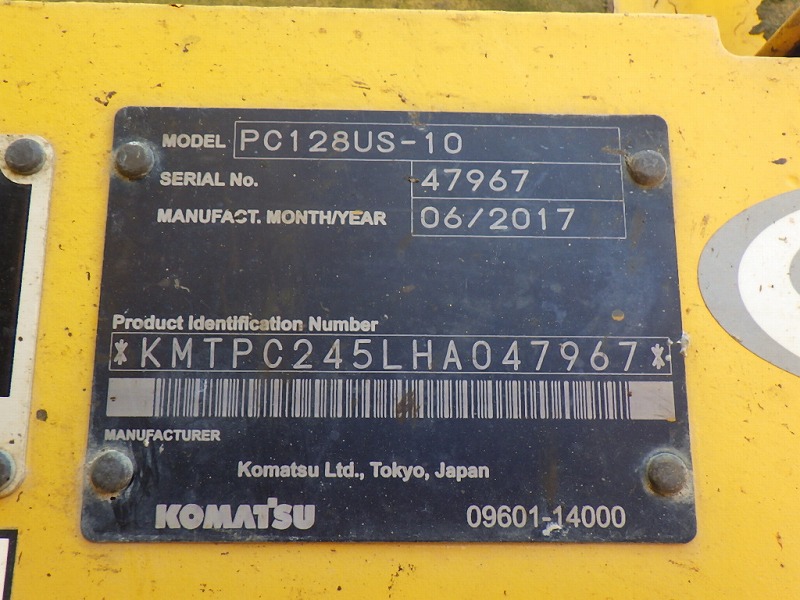 MODEL PC128US-10
SERIAL No. 47967
MANUFACT. MONTH/YEAR 06/2017
Product Identification Number
*KMTPC245LHA047967*
MANUFACTURER
Komatsu Ltd., Tokyo, Japan
KOMATSU 09601-14000